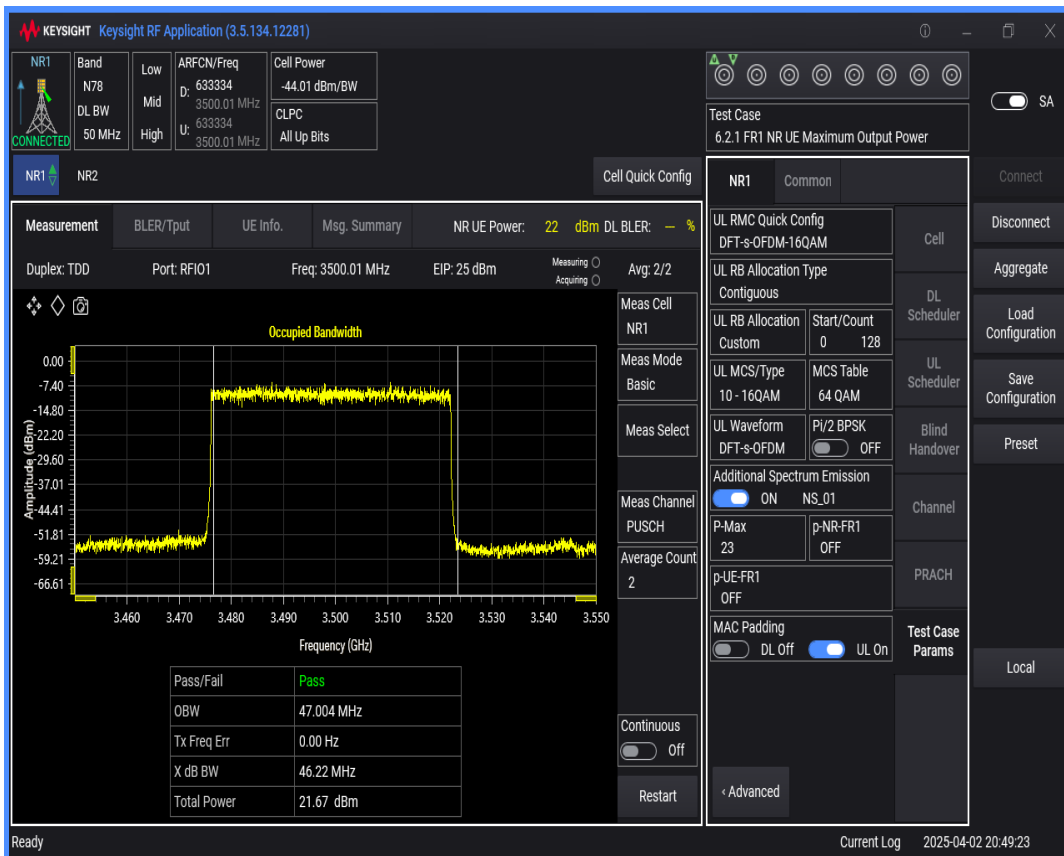 KEYSIGHT Keysight RF Application (3.5.134.12281)
NR1
CONNECTED
Band
N78
DL BW
50 MHz
Low
Mid
High
ARFCN/Freq
D: 633334
3500.01 MHz
U: 633334
3500.01 MHz
Cell Power
-44.01 dBm/BW
CLPC
All Up Bits
Test Case
6.2.1 FR1 NR UE Maximum Output Power
SA
NR1 NR2 Cell Quick Config
Measurement BLER/Tput UE Info. Msg. Summary NR UE Power: 22 dBm DL BLER: -- %
Duplex: TDD Port: RFIO1 Freq: 3500.01 MHz EIP: 25 dBm Measuring Acquiring Avg: 2/2
Occupied Bandwidth
Amplitude (dBm)
0.00
-7.40
-14.80
-22.20
-29.60
-37.01
-44.41
-51.81
-59.21
-66.61
3.460 3.470 3.480 3.490 3.500 3.510 3.520 3.530 3.540 3.550
Frequency (GHz)
Pass/Fail Pass
OBW 47.004 MHz
Tx Freq Err 0.00 Hz
X dB BW 46.22 MHz
Total Power 21.67 dBm
Meas Cell
NR1
Meas Mode
Basic
Meas Select
Meas Channel
PUSCH
Average Count
2
Continuous
Off
Restart
NR1 Common
UL RMC Quick Config
DFT-s-OFDM-16QAM
UL RB Allocation Type
Contiguous
UL RB Allocation Start/Count
Custom 0 128
UL MCS/Type MCS Table
10 - 16QAM 64 QAM
UL Waveform Pi/2 BPSK
DFT-s-OFDM OFF
Additional Spectrum Emission
ON NS_01
P-Max p-NR-FR1
23 OFF
p-UE-FR1
OFF
MAC Padding
DL Off UL On
‹ Advanced
Cell
DL
Scheduler
UL
Scheduler
Blind
Handover
Channel
PRACH
Test Case
Params
Connect
Disconnect
Aggregate
Load
Configuration
Save
Configuration
Preset
Local
Ready Current Log 2025-04-02 20:49:23